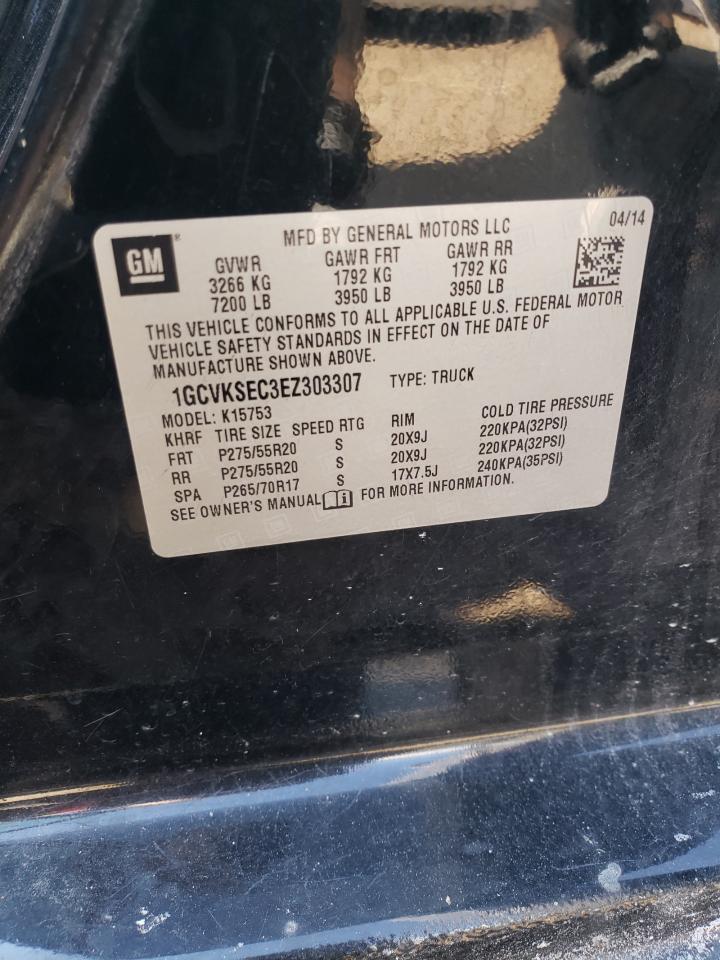 GM®
MFD BY GENERAL MOTORS LLC
04/14
GVWR GAWR FRT GAWR RR
3266 KG 1792 KG 1792 KG
7200 LB 3950 LB 3950 LB
THIS VEHICLE CONFORMS TO ALL APPLICABLE U.S. FEDERAL MOTOR
VEHICLE SAFETY STANDARDS IN EFFECT ON THE DATE OF
MANUFACTURE SHOWN ABOVE.
1GCVKSEC3EZ303307 TYPE: TRUCK
MODEL: K15753
KHRF TIRE SIZE SPEED RTG RIM COLD TIRE PRESSURE
FRT P275/55R20 S 20X9J 220KPA(32PSI)
RR P275/55R20 S 20X9J 220KPA(32PSI)
SPA P265/70R17 S 17X7.5J 240KPA(35PSI)
SEE OWNER'S MANUAL FOR MORE INFORMATION.